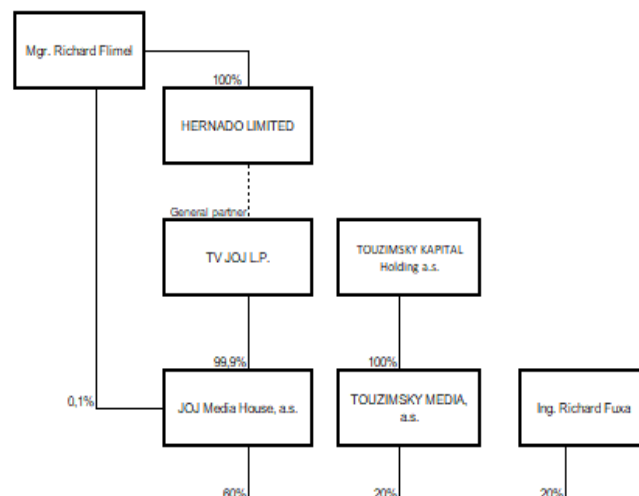 Mgr. Richard Flimel
100%
HERNADO LIMITED
General partner
TV JOJ L.P.
TOUZIMSKY KAPITAL
Holding a.s.
99,9%
100%
0,1%
JOJ Media House, a.s.
TOUZIMSKY MEDIA,
a.s.
Ing. Richard Fuxa
60%
20%
20%